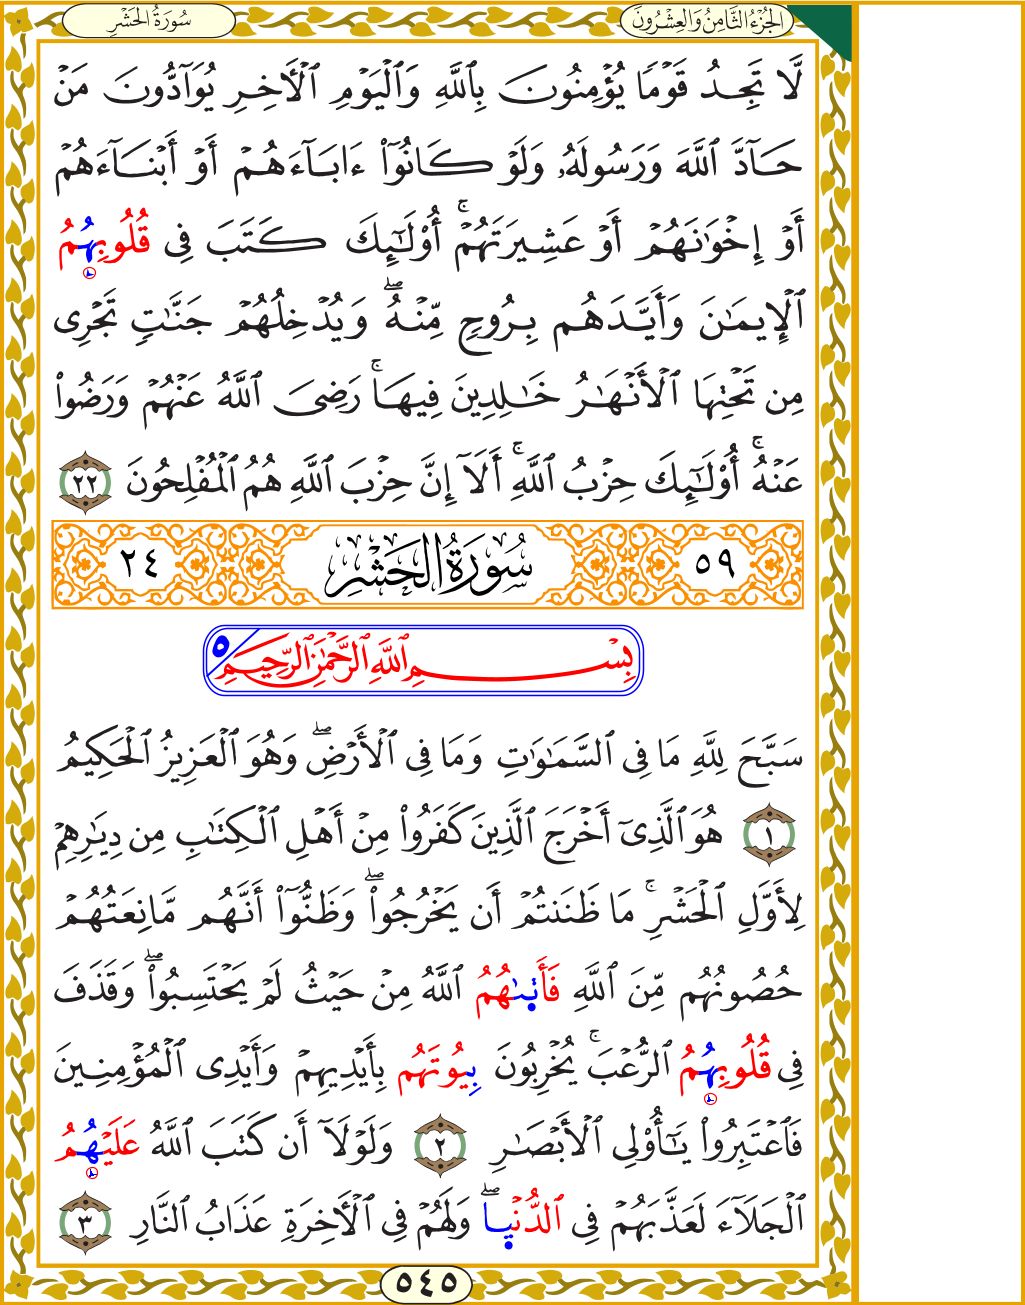 الجُزْءُ الثَّامِنُ وَالعِشْرُونَ
سُورَةُ الحَشْرِ
لَّا تَجِدُ قَوْمًا يُؤْمِنُونَ بِٱللَّهِ وَٱلْيَوْمِ ٱلْأَخِرِ يُوَآدُّونَ مَنْ
حَآدَّ ٱللَّهَ وَرَسُولَهُۥ وَلَوْ كَانُوٓا۟ ءَابَآءَهُمْ أَوْ أَبْنَآءَهُمْ
أَوْ إِخْوَٰنَهُمْ أَوْ عَشِيرَتَهُمْۚ أُو۟لَٰٓئِكَ كَتَبَ فِى قُلُوبِهُمُ
ٱلْإِيمَٰنَ وَأَيَّدَهُم بِرُوحٍ مِّنْهُۖ وَيُدْخِلُهُمْ جَنَّٰتٍ تَجْرِى
مِن تَحْتِهَا ٱلْأَنْهَٰرُ خَٰلِدِينَ فِيهَاۚ رَضِىَ ٱللَّهُ عَنْهُمْ وَرَضُوا۟
عَنْهُۚ أُو۟لَٰٓئِكَ حِزْبُ ٱللَّهِۚ أَلَآ إِنَّ حِزْبَ ٱللَّهِ هُمُ ٱلْمُفْلِحُونَ ٢٢
٥٩ سُورَةُ الحَشْرِ ٢٤
بِسْمِ ٱللَّهِ ٱلرَّحْمَٰنِ ٱلرَّحِيمِ ٥
سَبَّحَ لِلَّهِ مَا فِى ٱلسَّمَٰوَٰتِ وَمَا فِى ٱلْأَرْضِۖ وَهُوَ ٱلْعَزِيزُ ٱلْحَكِيمُ
١ هُوَ ٱلَّذِىٓ أَخْرَجَ ٱلَّذِينَ كَفَرُوا۟ مِنْ أَهْلِ ٱلْكِتَٰبِ مِن دِيَٰرِهِمْ
لِأَوَّلِ ٱلْحَشْرِۚ مَا ظَنَنتُمْ أَن يَخْرُجُوا۟ۖ وَظَنُّوٓا۟ أَنَّهُم مَّانِعَتُهُمْ
حُصُونُهُم مِّنَ ٱللَّهِ فَأَتَىٰهُمُ ٱللَّهُ مِنْ حَيْثُ لَمْ يَحْتَسِبُوا۟ۖ وَقَذَفَ
فِى قُلُوبِهُمُ ٱلرُّعْبَۚ يُخْرِبُونَ بِيُوتَهُم بِأَيْدِيهِمْ وَأَيْدِى ٱلْمُؤْمِنِينَ
فَٱعْتَبِرُوا۟ يَٰٓأُو۟لِى ٱلْأَبْصَٰرِ ٢ وَلَوْلَآ أَن كَتَبَ ٱللَّهُ عَلَيْهُمُ
ٱلْجَلَآءَ لَعَذَّبَهُمْ فِى ٱلدُّنْيَاۖ وَلَهُمْ فِى ٱلْأَخِرَةِ عَذَابُ ٱلنَّارِ ٣
٥٤٥